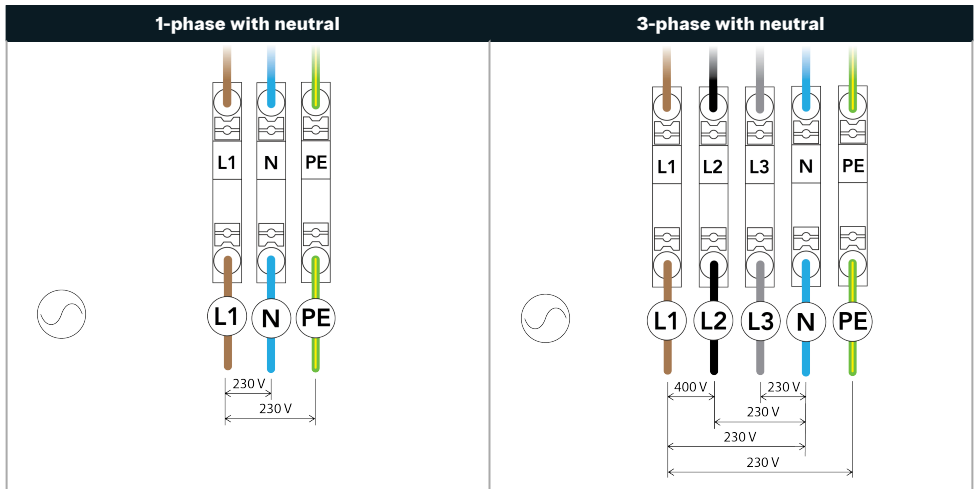 1-phase with neutral
L1 N PE
L1 N PE
230 V
230 V
3-phase with neutral
L1 L2 L3 N PE
L1 L2 L3 N PE
400 V 230 V
230 V
230 V
230 V